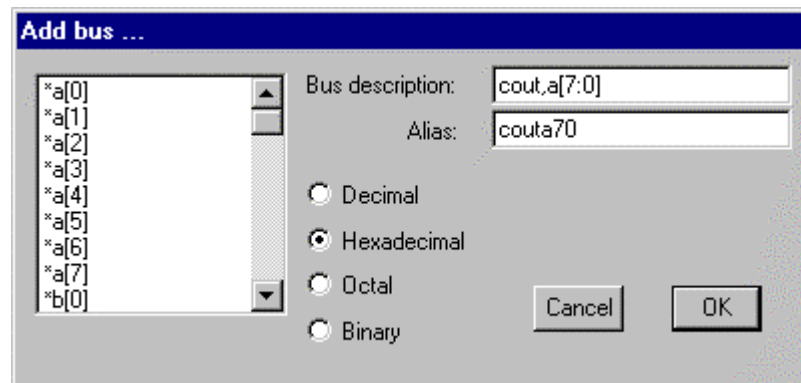 Add bus ...
*a[0]
*a[1]
*a[2]
*a[3]
*a[4]
*a[5]
*a[6]
*a[7]
*b[0]
Bus description: cout,a[7:0]
Alias: couta70
Decimal
Hexadecimal
Octal
Binary
Cancel OK